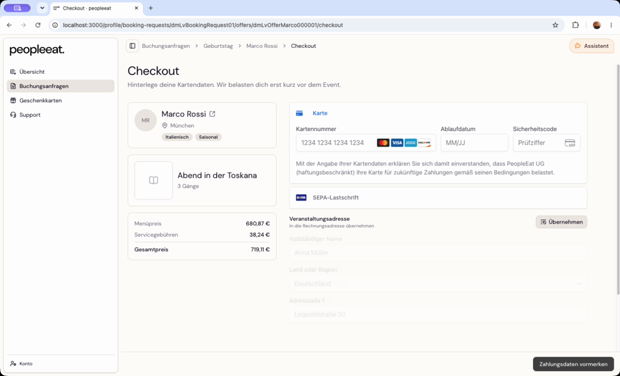 Checkout - peopleeat
localhost:3000/profile/booking-requests/dmLvBookingRequest01/offers/dmLvOfferMarco000001/checkout
peopleeat.
Buchungsanfragen > Geburtstag > Marco Rossi > Checkout
Assistent
Übersicht
Buchungsanfragen
Geschenkkarten
Support
Konto
Checkout
Hinterlege deine Kartendaten. Wir belasten dich erst kurz vor dem Event.
MR
Marco Rossi
München
Italienisch
Saisonal
Abend in der Toskana
3 Gänge
Menüpreis 680,87 €
Servicegebühren 38,24 €
Gesamtpreis 719,11 €
Karte
Kartennummer
Ablaufdatum
Sicherheitscode
1234 1234 1234 1234
VISA
MM/JJ
Prüfziffer
Mit der Angabe Ihrer Kartendaten erklären Sie sich damit einverstanden, dass PeopleEat UG
(haftungsbeschränkt) Ihre Karte für zukünftige Zahlungen gemäß seinen Bedingungen belastet.
SEPA-Lastschrift
Veranstaltungsadresse
In die Rechnungsadresse übernehmen
Übernehmen
Vollständiger Name
Anna Müller
Land oder Region
Deutschland
Adresszeile 1
Zahlungsdaten vormerken